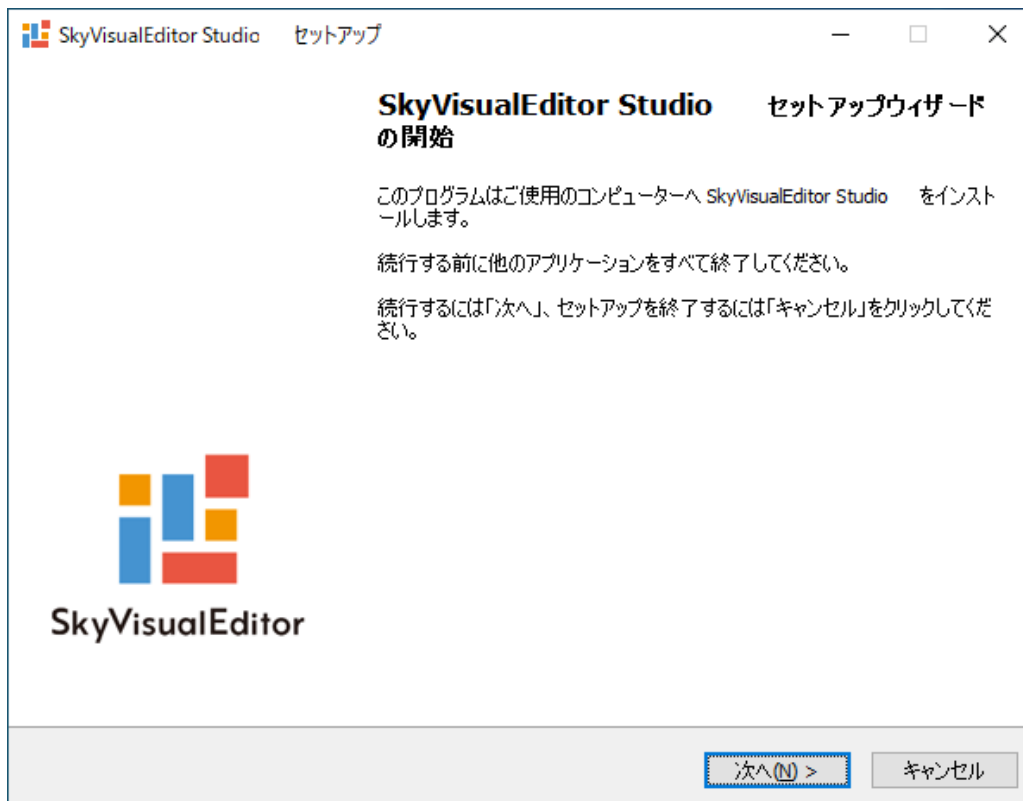 SkyVisualEditor Studio セットアップ
SkyVisualEditor Studio セットアップウィザード
の開始
このプログラムはご使用のコンピューターへ SkyVisualEditor Studio をインスト
ールします。
続行する前に他のアプリケーションをすべて終了してください。
続行するには「次へ」、セットアップを終了するには「キャンセル」をクリックしてくだ
さい。
SkyVisualEditor
次へ(N) >
キャンセル